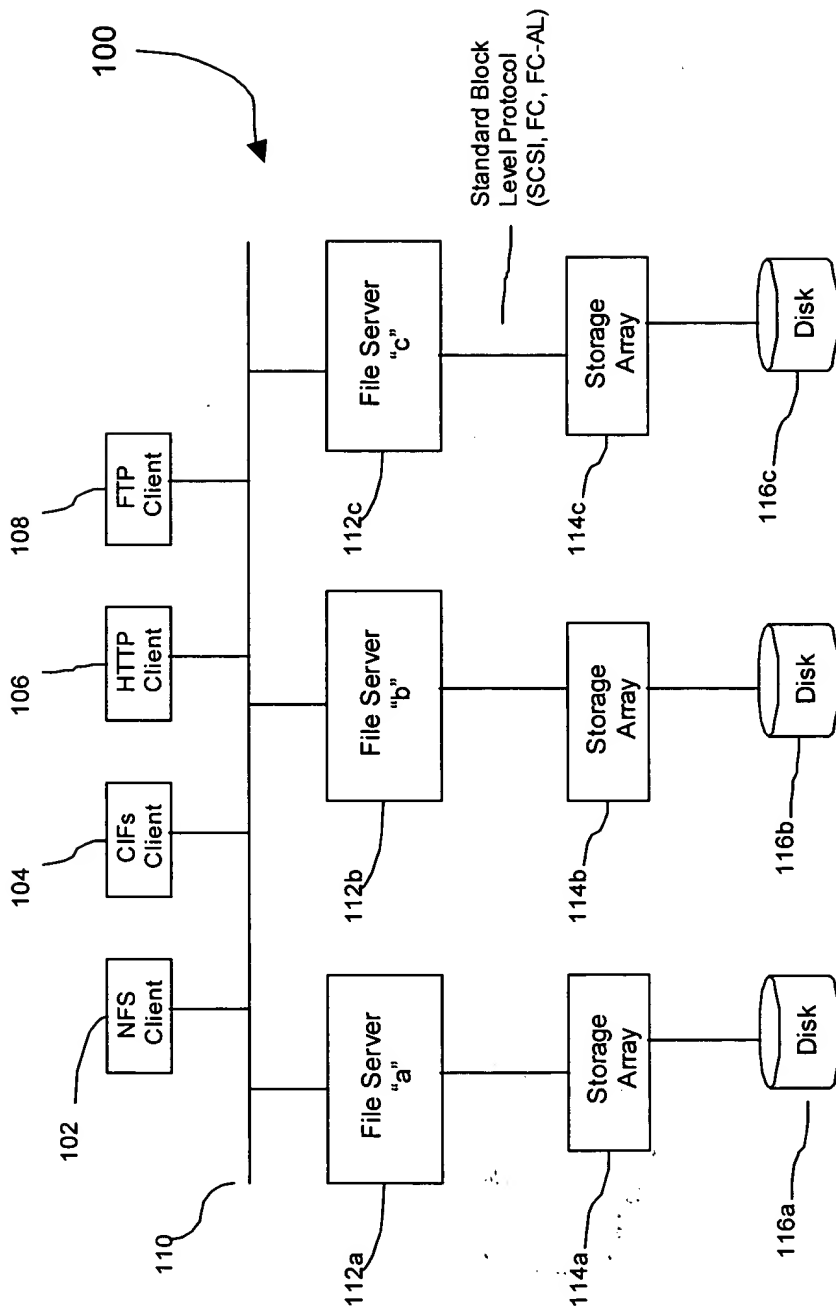 100
108
FTP
Client
106
HTTP
Client
104
CIFs
Client
102
NFS
Client
110
File Server
"a"
112a
File Server
"b"
112b
File Server
"c"
112c
Standard Block
Level Protocol
(SCSI, FC, FC-AL)
Storage
Array
114a
Storage
Array
114b
Storage
Array
114c
Disk
116a
Disk
116b
Disk
116c